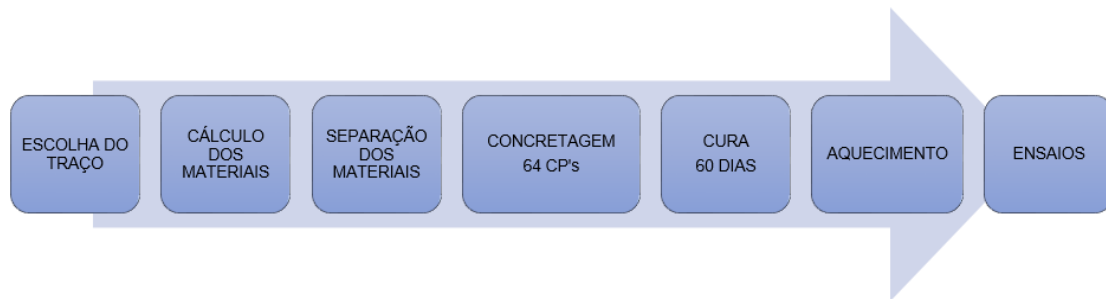 ESCOLHA DO
TRAÇO
CÁLCULO
DOS
MATERIAIS
SEPARAÇÃO
DOS
MATERIAIS
CONCRETAGEM
64 CP's
CURA
60 DIAS
AQUECIMENTO
ENSAIOS